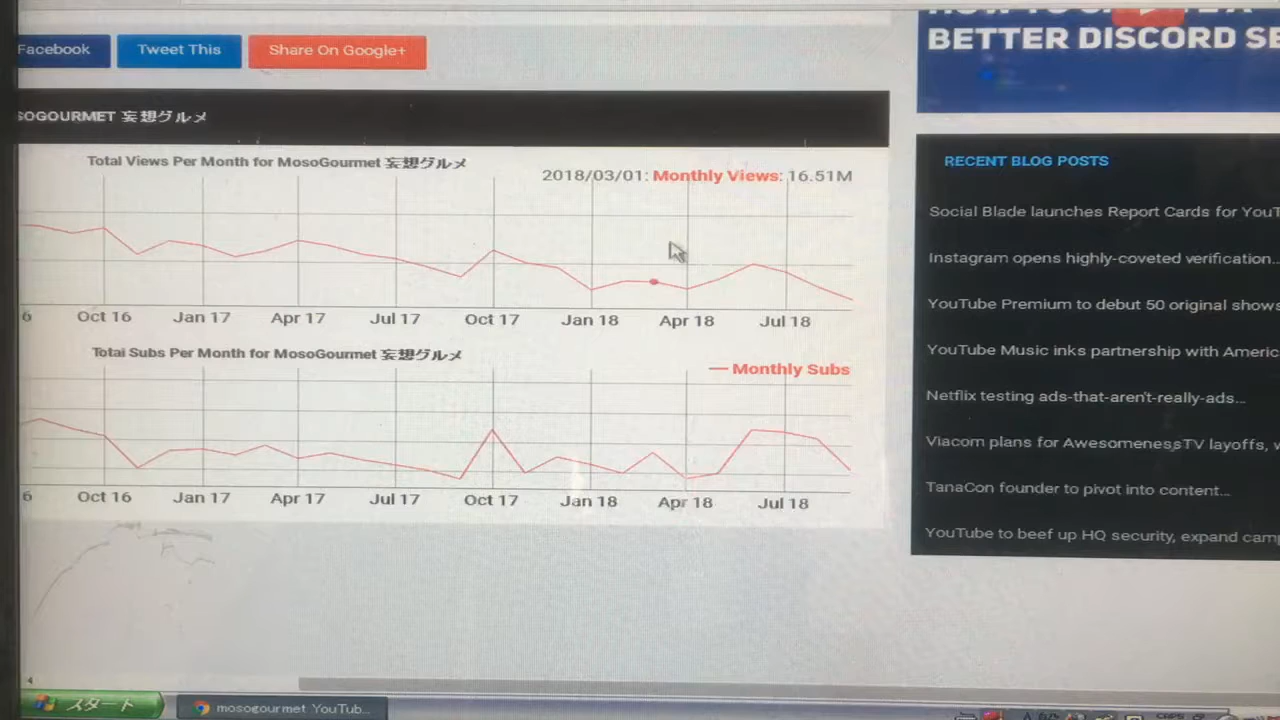 Facebook
Tweet This
Share On Google+
BETTER DISCORD SE
SOGOURMET 妄想グルメ
Total Views Per Month for MosoGourmet 妄想グルメ
2018/03/01: Monthly Views: 16.51M
6 Oct 16 Jan 17 Apr 17 Jul 17 Oct 17 Jan 18 Apr 18 Jul 18
Total Subs Per Month for MosoGourmet 妄想グルメ
Monthly Subs
6 Oct 16 Jan 17 Apr 17 Jul 17 Oct 17 Jan 18 Apr 18 Jul 18
RECENT BLOG POSTS
Social Blade launches Report Cards for YouT
Instagram opens highly-coveted verification...
YouTube Premium to debut 50 original shows
YouTube Music inks partnership with Americ
Netflix testing ads-that-aren't-really-ads...
Viacom plans for AwesomenessTV layoffs, w
TanaCon founder to pivot into content...
YouTube to beef up HQ security, expand camp
スタート
mosogourmet YouTub...